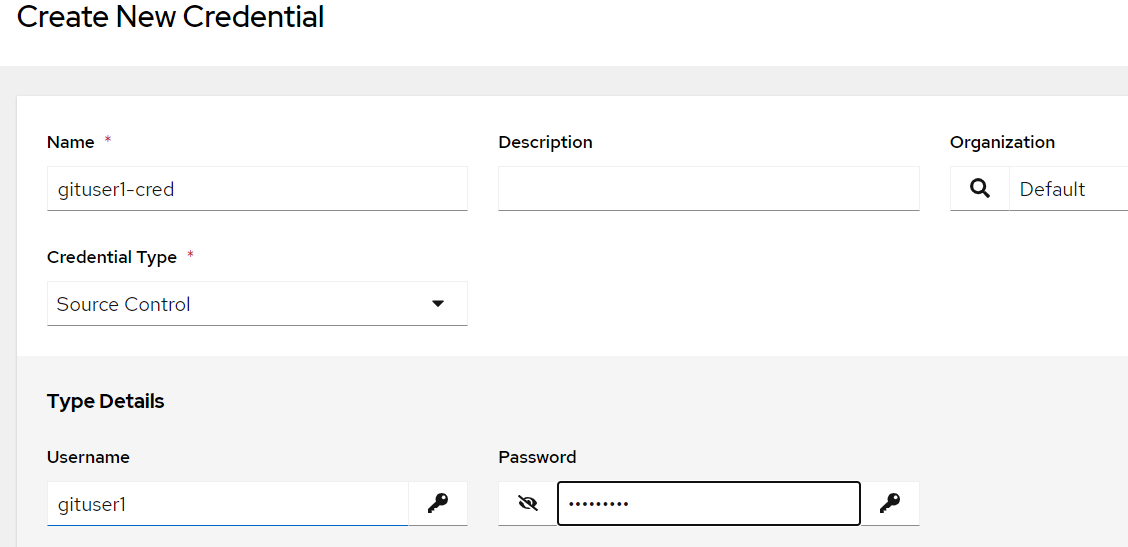 Create New Credential
Name *
Description
Organization
gituser1-cred
Default
Credential Type *
Source Control
Type Details
Username
Password
gituser1
•••••••••